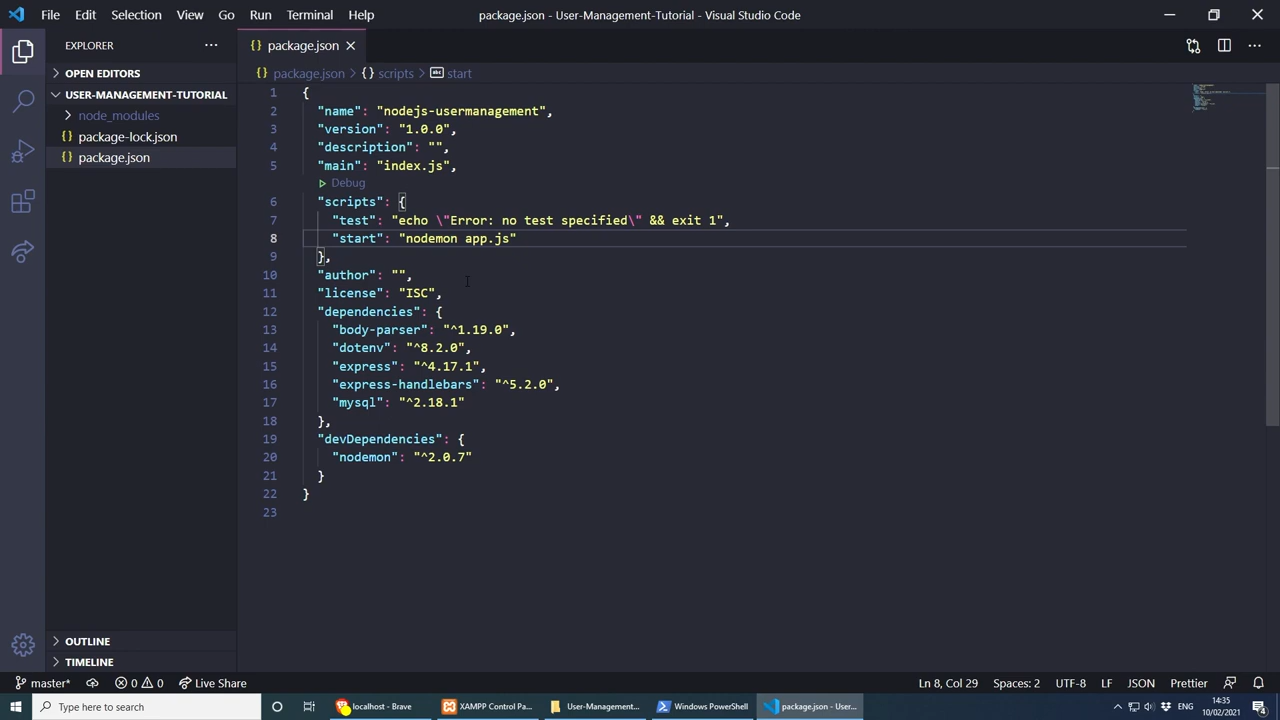 File Edit Selection View Go Run Terminal Help
package.json - User-Management-Tutorial - Visual Studio Code
EXPLORER
OPEN EDITORS
USER-MANAGEMENT-TUTORIAL
node_modules
{} package-lock.json
{} package.json
{} package.json
{} package.json > {} scripts > abc start
1 {
2 "name": "nodejs-usermanagement",
3 "version": "1.0.0",
4 "description": "",
5 "main": "index.js",
Debug
6 "scripts": {
7 "test": "echo \"Error: no test specified\" && exit 1",
8 "start": "nodemon app.js"
9 },
10 "author": "",
11 "license": "ISC",
12 "dependencies": {
13 "body-parser": "^1.19.0",
14 "dotenv": "^8.2.0",
15 "express": "^4.17.1",
16 "express-handlebars": "^5.2.0",
17 "mysql": "^2.18.1"
18 },
19 "devDependencies": {
20 "nodemon": "^2.0.7"
21 }
22 }
23
OUTLINE
TIMELINE
master* 0 0 Live Share
Ln 8, Col 29 Spaces: 2 UTF-8 LF JSON Prettier
Type here to search
localhost - Brave
XAMPP Control Pa...
User-Management...
Windows PowerShell
package.json - User...
ENG
14:35
10/02/2021
4